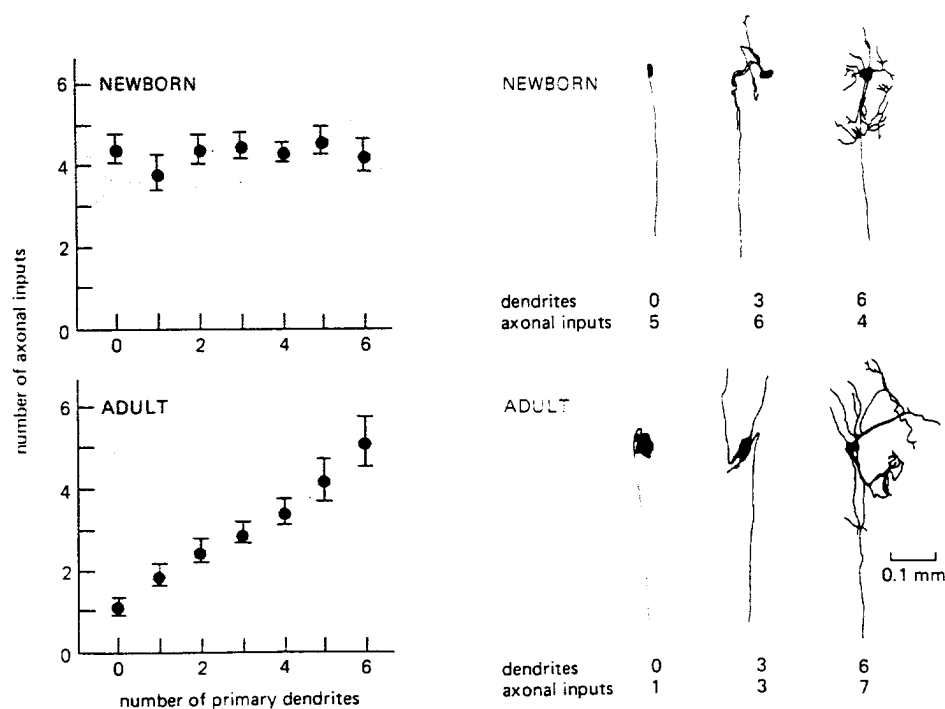 NEWBORN
6
4
2
0
0 2 4 6
ADULT
6
4
2
0
0 2 4 6
number of axonal inputs
number of primary dendrites
NEWBORN
dendrites 0 3 6
axonal inputs 5 6 4
ADULT
0.1 mm
dendrites 0 3 6
axonal inputs 1 3 7